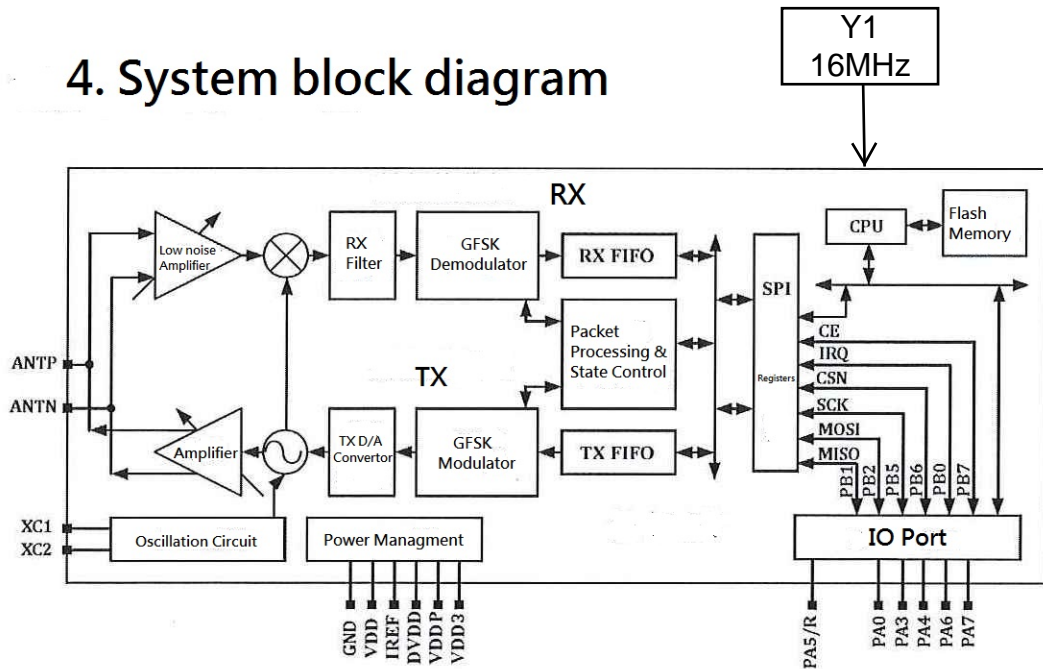 Y1
16MHz
4. System block diagram
RX
Low noise
Amplifier
RX
Filter
GFSK
Demodulator
RX FIFO
CPU
Flash
Memory
SPI
Registers
Packet
Processing &
State Control
CE
IRQ
CSN
SCK
MOSI
MISO
ANTP
ANTN
TX
Amplifier
TX D/A
Convertor
GFSK
Modulator
TX FIFO
PB1
PB2
PB5
PB6
PB0
PB7
XC1
XC2
Oscillation Circuit
Power Managment
IO Port
GND
VDD
IREF
DVDD
VDDP
VDD3
PA5/R
PA0
PA3
PA4
PA6
PA7